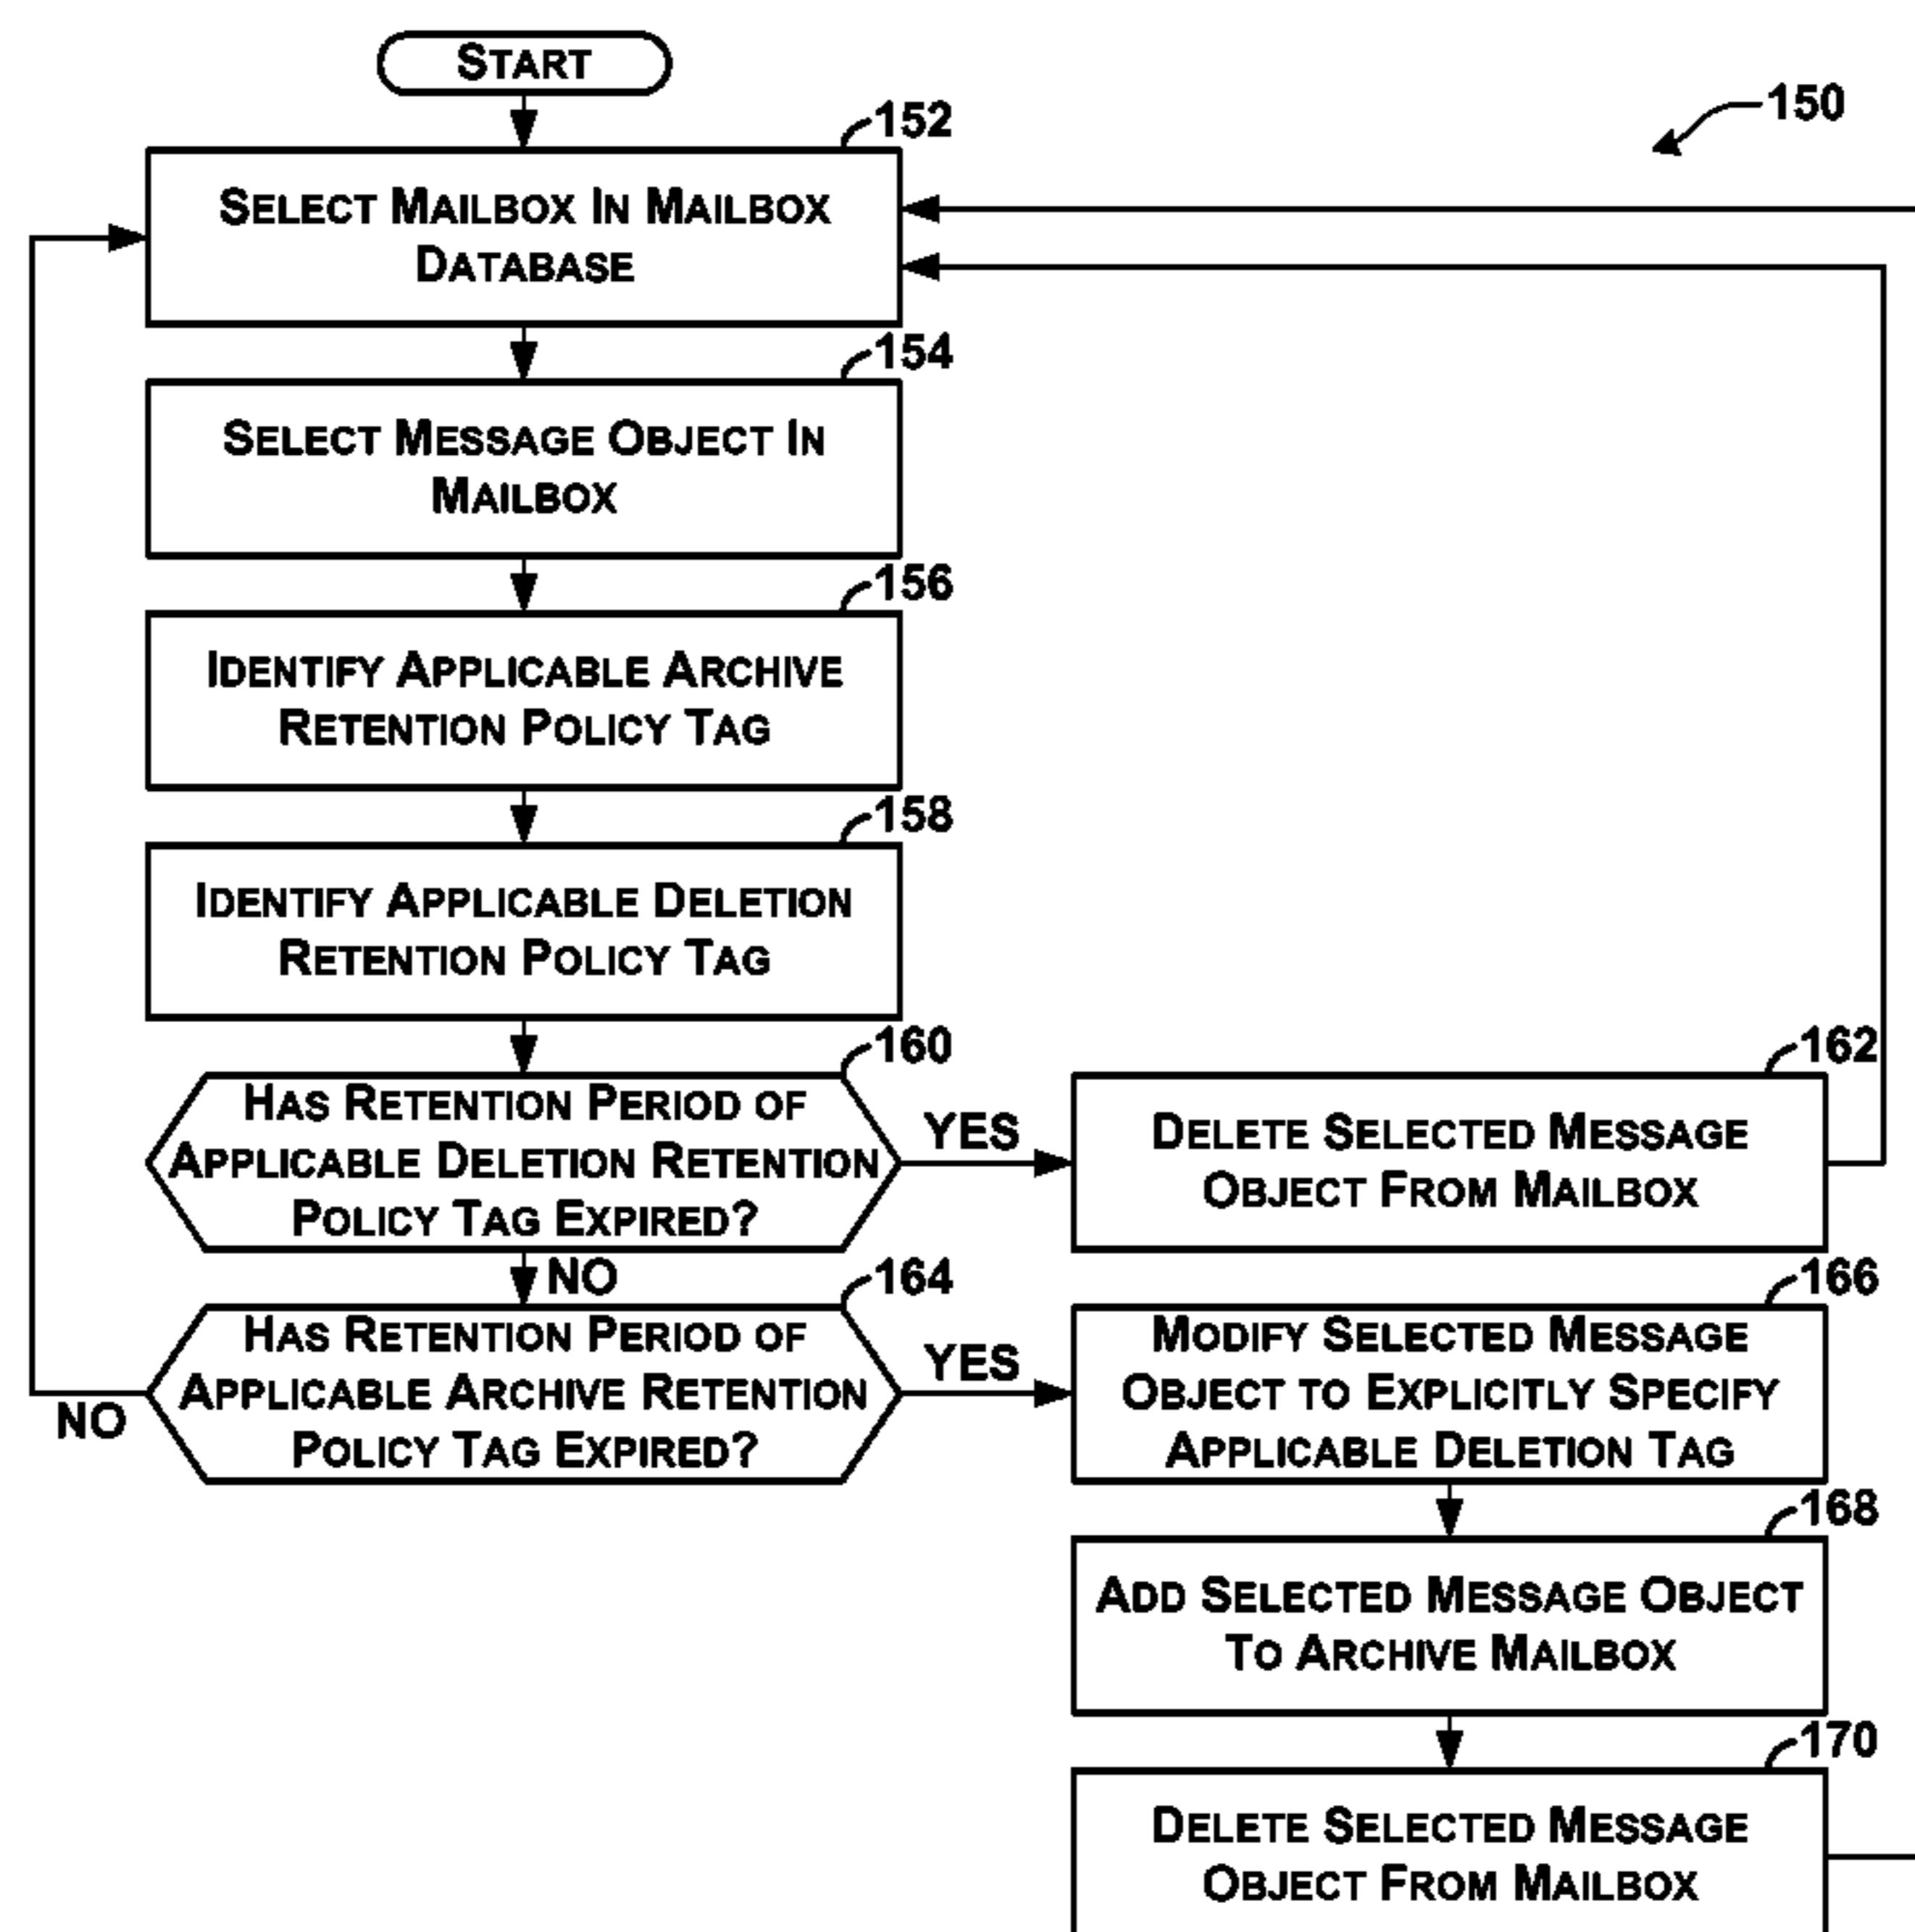 START
150
152
SELECT MAILBOX IN MAILBOX
DATABASE
154
SELECT MESSAGE OBJECT IN
MAILBOX
156
IDENTIFY APPLICABLE ARCHIVE
RETENTION POLICY TAG
158
IDENTIFY APPLICABLE DELETION
RETENTION POLICY TAG
160
HAS RETENTION PERIOD OF
APPLICABLE DELETION RETENTION
POLICY TAG EXPIRED?
YES
162
DELETE SELECTED MESSAGE
OBJECT FROM MAILBOX
NO
164
HAS RETENTION PERIOD OF
APPLICABLE ARCHIVE RETENTION
POLICY TAG EXPIRED?
NO
YES
166
MODIFY SELECTED MESSAGE
OBJECT TO EXPLICITLY SPECIFY
APPLICABLE DELETION TAG
168
ADD SELECTED MESSAGE OBJECT
TO ARCHIVE MAILBOX
170
DELETE SELECTED MESSAGE
OBJECT FROM MAILBOX